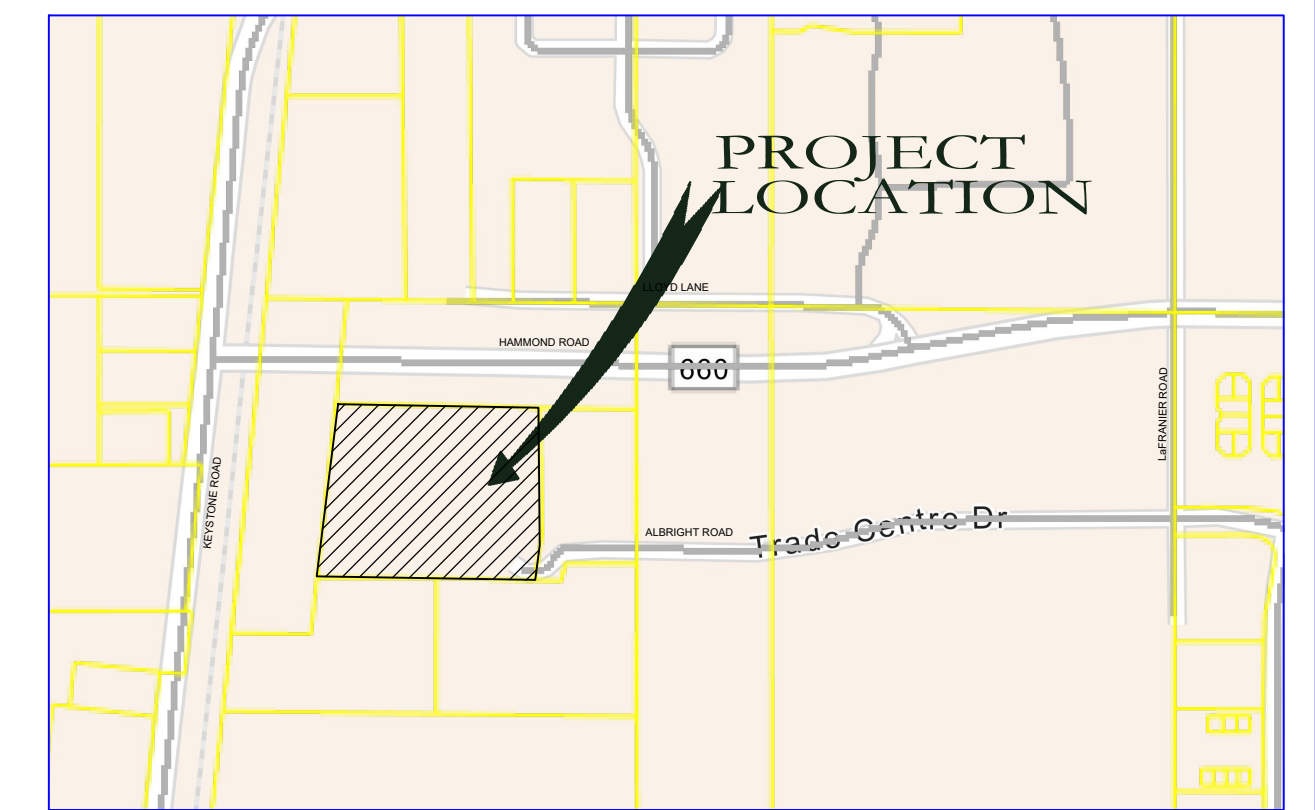 PROJECT
LOCATION
LLOYD LANE
HAMMOND ROAD
660
LaFRANIER ROAD
KEYSTONE ROAD
ALBRIGHT ROAD
Trade Centre Dr